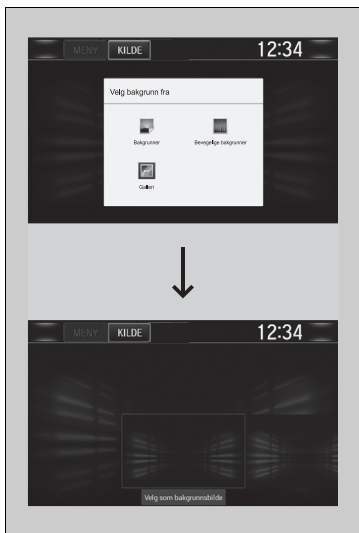 MENY KILDE 12:34
Velg bakgrunn fra
Bakgrunner Bevegelige bakgrunner
Galleri
MENY KILDE 12:34
Velg som bakgrunnsbilde